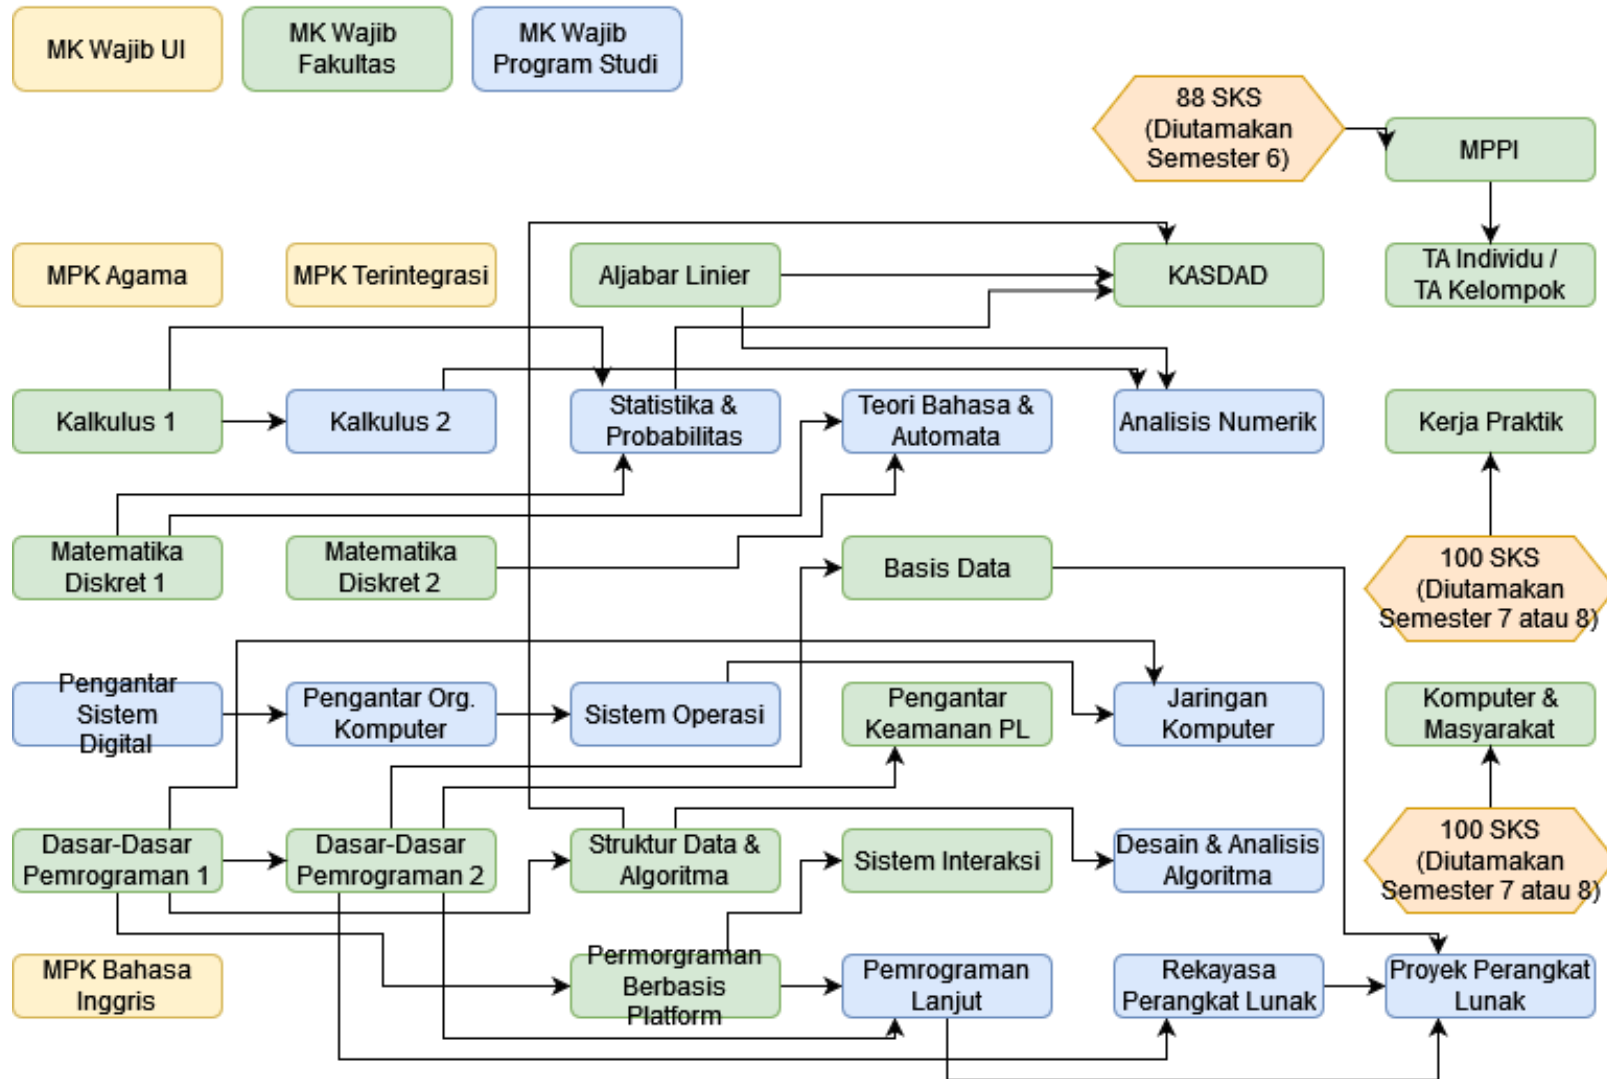 MK Wajib UI
MK Wajib
Fakultas
MK Wajib
Program Studi
88 SKS
(Diutamakan
Semester 6)
MPPI
MPK Agama
MPK Terintegrasi
Aljabar Linier
KASDAD
TA Individu /
TA Kelompok
Kalkulus 1
Kalkulus 2
Statistika &
Probabilitas
Teori Bahasa &
Automata
Analisis Numerik
Kerja Praktik
Matematika
Diskret 1
Matematika
Diskret 2
Basis Data
100 SKS
(Diutamakan
Semester 7 atau 8)
Pengantar
Sistem
Digital
Pengantar Org.
Komputer
Sistem Operasi
Pengantar
Keamanan PL
Jaringan
Komputer
Komputer &
Masyarakat
Dasar-Dasar
Pemrograman 1
Dasar-Dasar
Pemrograman 2
Struktur Data &
Algoritma
Sistem Interaksi
Desain & Analisis
Algoritma
100 SKS
(Diutamakan
Semester 7 atau 8)
MPK Bahasa
Inggris
Permorgraman
Berbasis
Platform
Pemrograman
Lanjut
Rekayasa
Perangkat Lunak
Proyek Perangkat
Lunak